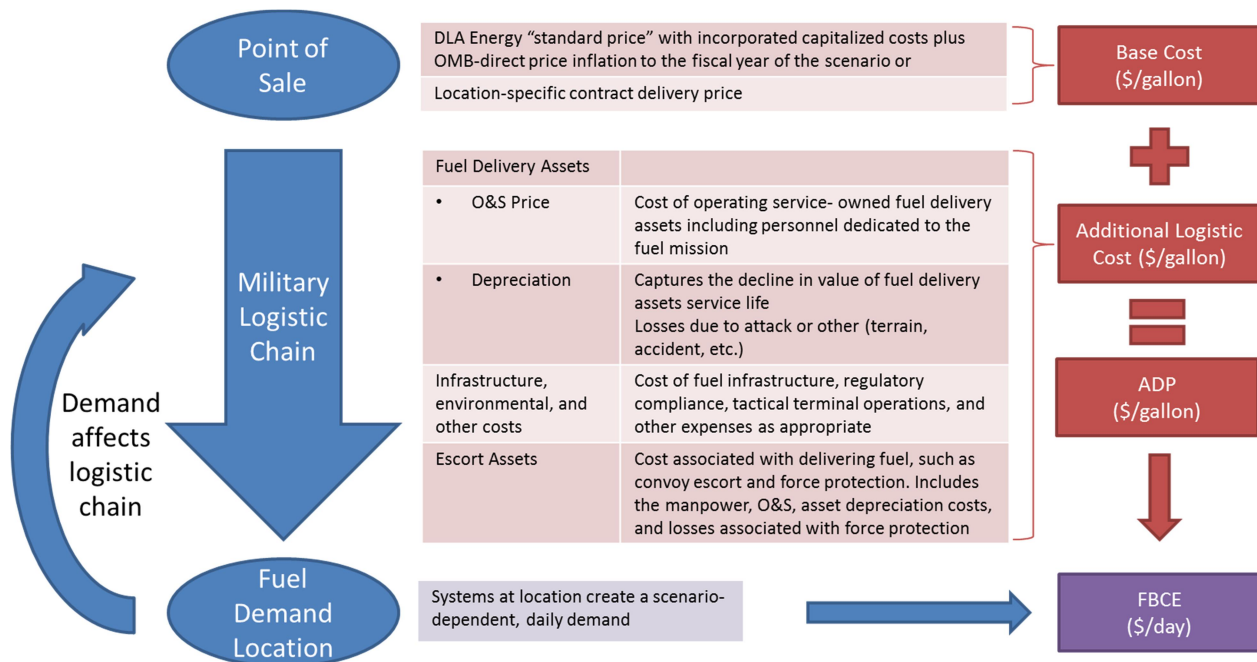 Point of
Sale
DLA Energy “standard price” with incorporated capitalized costs plus
OMB-direct price inflation to the fiscal year of the scenario or
Location-specific contract delivery price
Base Cost
($/gallon)
Military
Logistic
Chain
Fuel Delivery Assets
• O&S Price
Cost of operating service- owned fuel delivery
assets including personnel dedicated to the
fuel mission
• Depreciation
Captures the decline in value of fuel delivery
assets service life
Losses due to attack or other (terrain,
accident, etc.)
Infrastructure,
environmental, and
other costs
Cost of fuel infrastructure, regulatory
compliance, tactical terminal operations, and
other expenses as appropriate
Escort Assets
Cost associated with delivering fuel, such as
convoy escort and force protection. Includes
the manpower, O&S, asset depreciation costs,
and losses associated with force protection
Additional Logistic
Cost ($/gallon)
ADP
($/gallon)
Demand
affects
logistic
chain
Fuel
Demand
Location
Systems at location create a scenario-
dependent, daily demand
FBCE
($/day)